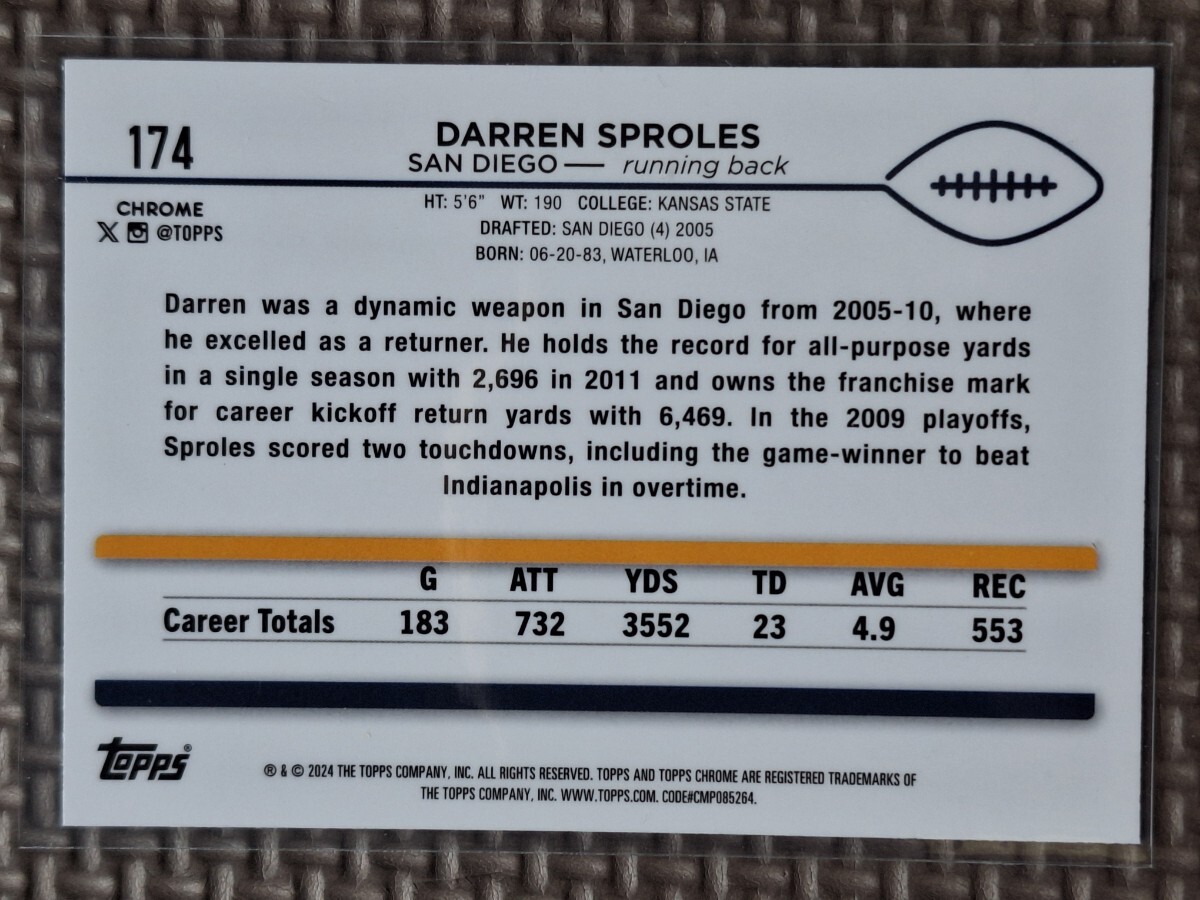 174
DARREN SPROLES
SAN DIEGO — running back
CHROME
@TOPPS
HT: 5'6" WT: 190 COLLEGE: KANSAS STATE
DRAFTED: SAN DIEGO (4) 2005
BORN: 06-20-83, WATERLOO, IA
Darren was a dynamic weapon in San Diego from 2005-10, where
he excelled as a returner. He holds the record for all-purpose yards
in a single season with 2,696 in 2011 and owns the franchise mark
for career kickoff return yards with 6,469. In the 2009 playoffs,
Sproles scored two touchdowns, including the game-winner to beat
Indianapolis in overtime.
G ATT YDS TD AVG REC
Career Totals 183 732 3552 23 4.9 553
Topps®
® & © 2024 THE TOPPS COMPANY, INC. ALL RIGHTS RESERVED. TOPPS AND TOPPS CHROME ARE REGISTERED TRADEMARKS OF
THE TOPPS COMPANY, INC. WWW.TOPPS.COM. CODE#CMP085264.